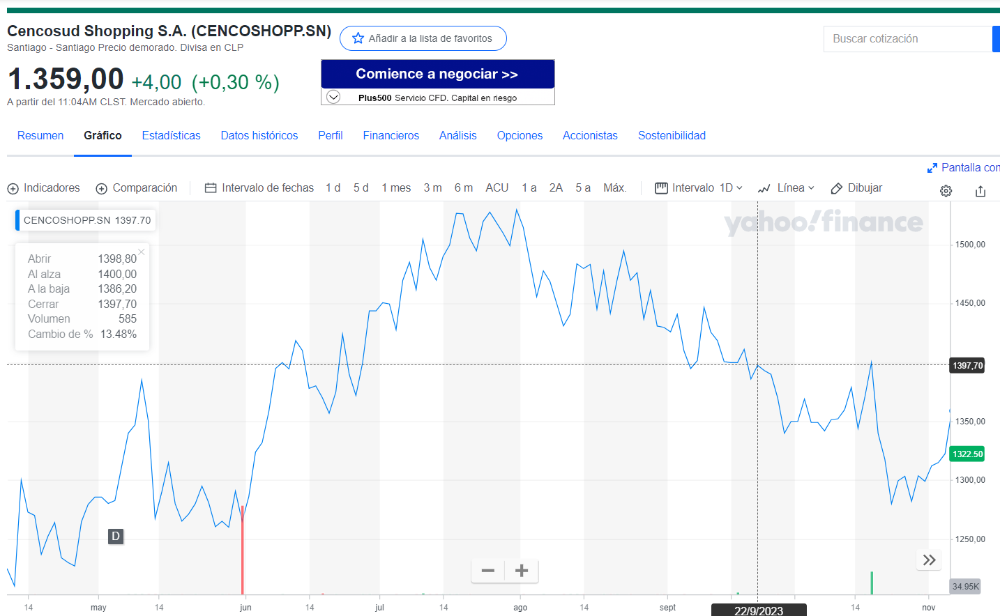 Cencosud Shopping S.A. (CENCOSHOPP.SN)
Añadir a la lista de favoritos
Buscar cotización
Santiago - Santiago Precio demorado. Divisa en CLP
1.359,00 +4,00 (+0,30 %)
A partir del 11:04AM CLST. Mercado abierto.
Comience a negociar >>
Plus500 Servicio CFD. Capital en riesgo
Resumen Gráfico Estadísticas Datos históricos Perfil Financieros Análisis Opciones Accionistas Sostenibilidad
Pantalla con
Indicadores Comparación Intervalo de fechas 1 d 5 d 1 mes 3 m 6 m ACU 1 a 2A 5 a Máx. Intervalo 1D Línea Dibujar
CENCOSHOPP.SN 1397.70
yahoo!finance
Abrir 1398,80
Al alza 1400,00
A la baja 1386,20
Cerrar 1397,70
Volumen 585
Cambio de % 13.48%
1500,00
1450,00
1397,70
1350,00
1322.50
1300,00
1250,00
34.95K
D
14 may 14 jun 14 jul 14 ago 14 sept 22/9/2023 14 nov